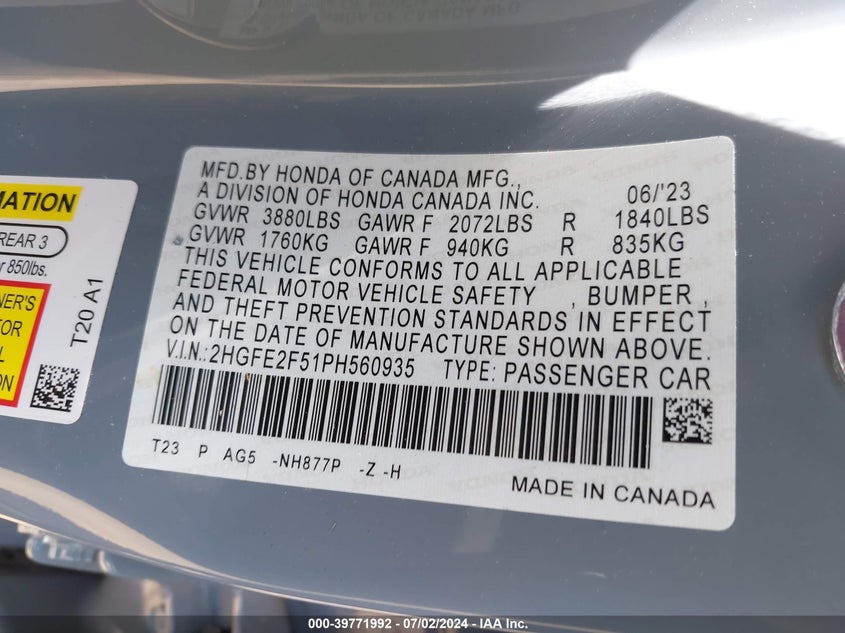 MFD.BY HONDA OF CANADA MFG.,
A DIVISION OF HONDA CANADA INC. 06/'23
GVWR 3880LBS GAWR F 2072LBS R 1840LBS
GVWR 1760KG GAWR F 940KG R 835KG
THIS VEHICLE CONFORMS TO ALL APPLICABLE
FEDERAL MOTOR VEHICLE SAFETY , BUMPER ,
AND THEFT PREVENTION STANDARDS IN EFFECT
ON THE DATE OF MANUFACTURE SHOWN ABOVE.
V.I.N.:2HGFE2F51PH560935 TYPE: PASSENGER CAR
T23 P AG5 -NH877P -Z -H
MADE IN CANADA
REAR 3
850lbs.
T20 A1
000-39771992 - 07/02/2024 - IAA Inc.